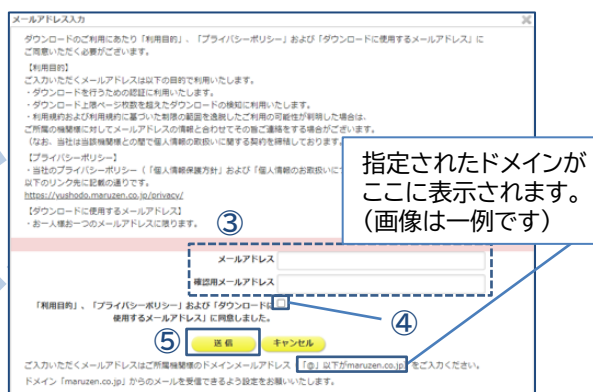 メールアドレス入力
ダウンロードのご利用にあたり「利用目的」、「プライバシーポリシー」および「ダウンロードに使用するメールアドレス」に
ご同意いただく必要がございます。
【利用目的】
ご入力いただくメールアドレスは以下の目的で利用いたします。
・ダウンロードを行うための認証に利用いたします。
・ダウンロード上限ページ枚数を超えたダウンロードの検知に利用いたします。
・利用規約および利用規約に基づいた制限の範囲を逸脱したご利用の可能性が判明した場合は、
ご所属の機関様に対してメールアドレスの情報と合わせてその旨ご連絡をする場合がございます。
（なお、当社は当該機関様との間で個人情報の取扱いに関する契約を締結しております。
【プライバシーポリシー】
・当社のプライバシーポリシー（「個人情報保護方針」および「個人情報のお取扱いにつ
以下のリンク先に記載の通りです。
https://yushodo.maruzen.co.jp/privacy/
【ダウンロードに使用するメールアドレス】
・お一人様お一つのメールアドレスに限ります。
指定されたドメインが
ここに表示されます。
（画像は一例です）
③
メールアドレス
確認用メールアドレス
「利用目的」、「プライバシーポリシー」および「ダウンロードに
使用するメールアドレス」に同意しました。
④
⑤
送信
キャンセル
ご入力いただくメールアドレスはご所属機関様のドメインメールアドレス「「@」以下がmaruzen.co.jp」をご入力ください。
ドメイン「maruzen.co.jp」からのメールを受信できるよう設定をお願いいたします。